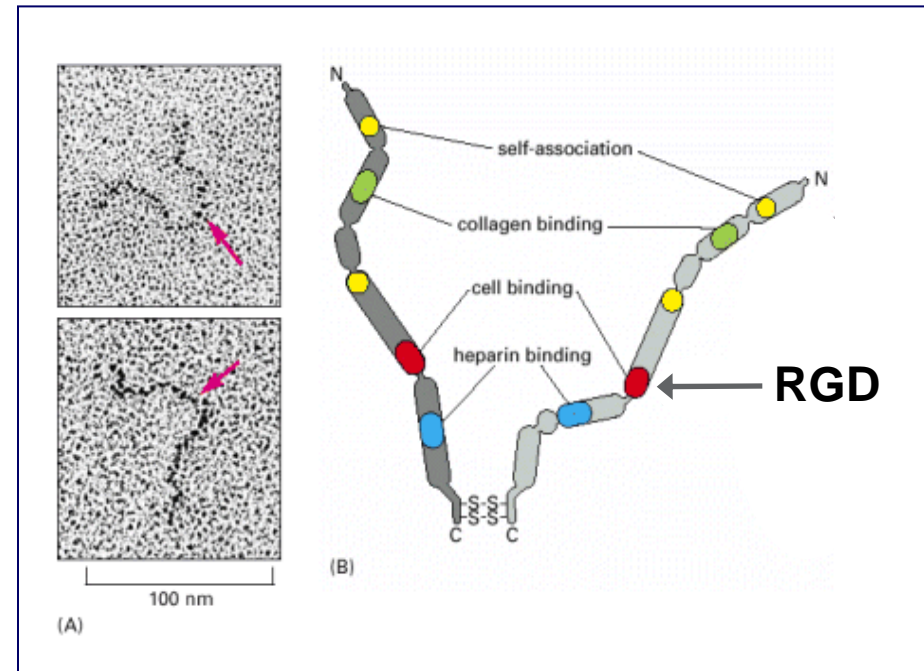 N
self-association
N
collagen binding
cell binding
heparin binding
RGD
S S
S S
C C
(B)
100 nm
(A)